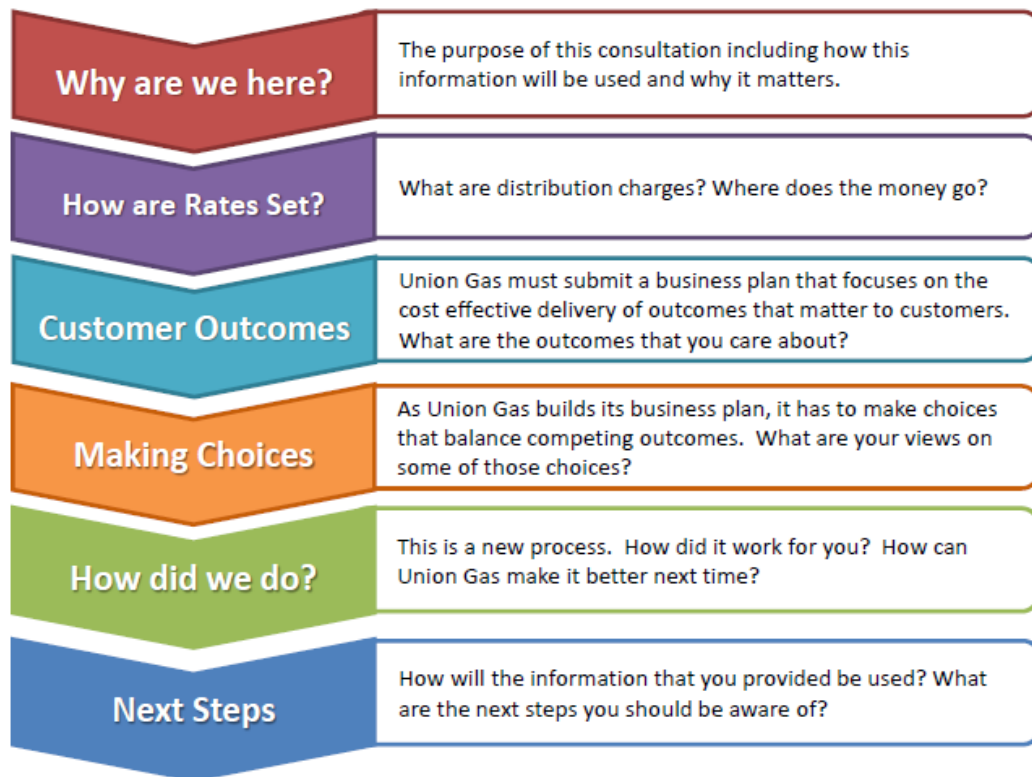 Why are we here?
The purpose of this consultation including how this
information will be used and why it matters.
How are Rates Set?
What are distribution charges? Where does the money go?
Customer Outcomes
Union Gas must submit a business plan that focuses on the
cost effective delivery of outcomes that matter to customers.
What are the outcomes that you care about?
Making Choices
As Union Gas builds its business plan, it has to make choices
that balance competing outcomes.  What are your views on
some of those choices?
How did we do?
This is a new process.  How did it work for you?  How can
Union Gas make it better next time?
Next Steps
How will the information that you provided be used? What
are the next steps you should be aware of?